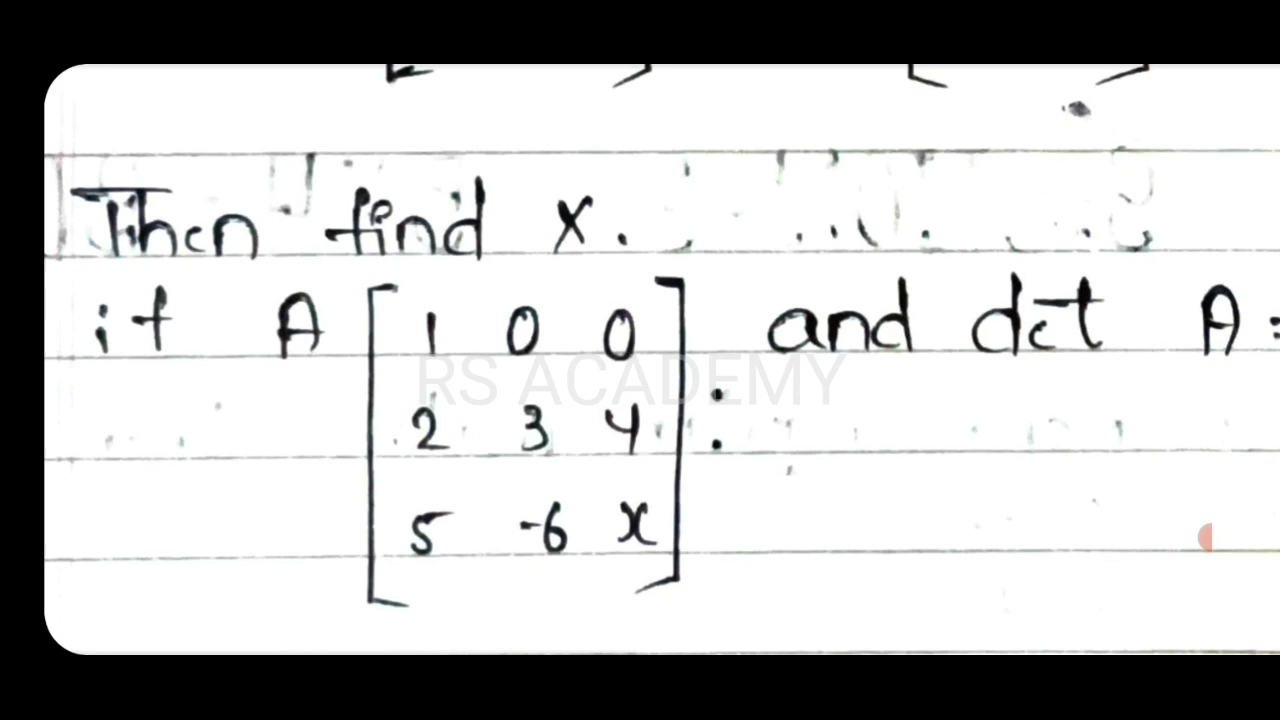 Then find x.
if A [ 1 0 0 ] and det A =
RS ACADEMY
2 3 4 :
5 -6 x